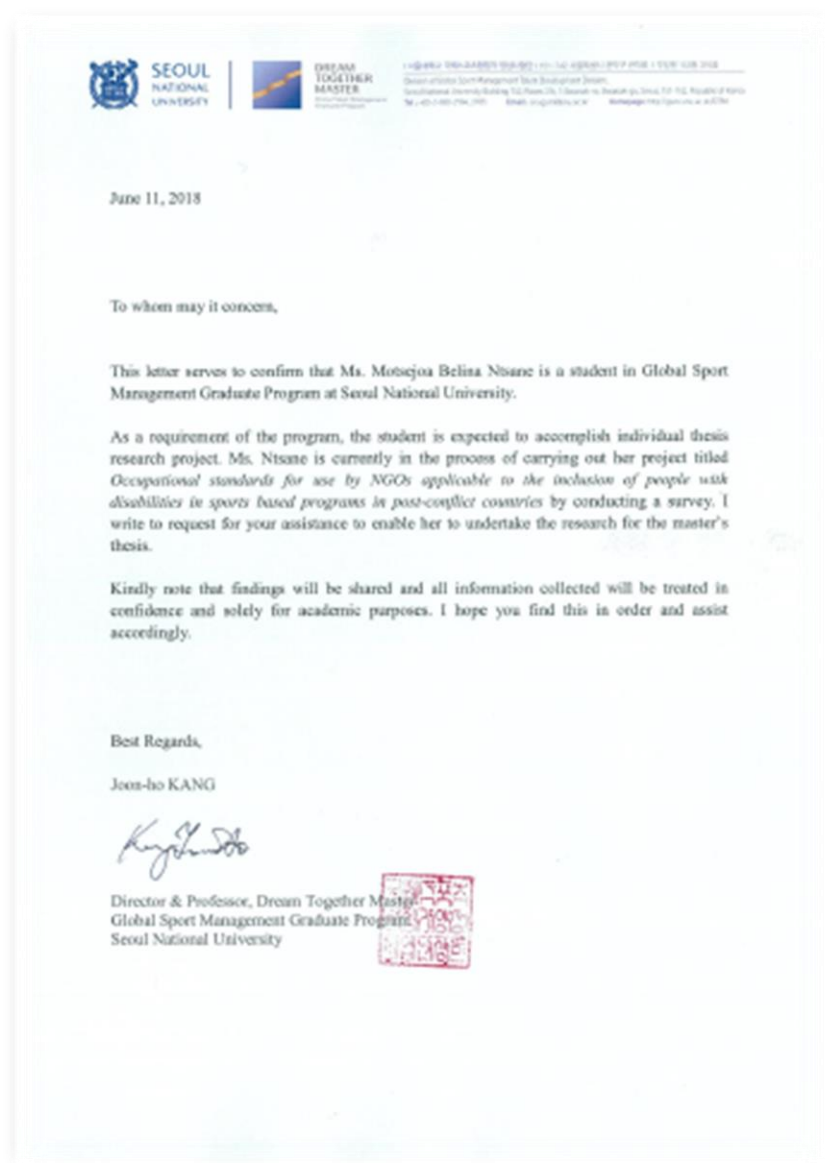 SEOUL
NATIONAL
UNIVERSITY
DREAM
TOGETHER
MASTER
June 11, 2018
To whom may it concern,
This letter serves to confirm that Ms. Motsejoa Belina Ntsane is a student in Global Sport
Management Graduate Program at Seoul National University.
As a requirement of the program, the student is expected to accomplish individual thesis
research project. Ms. Ntsane is currently in the process of carrying out her project titled
Occupational standards for use by NGOs applicable to the inclusion of people with
disabilities in sports based programs in post-conflict countries by conducting a survey. I
write to request for your assistance to enable her to undertake the research for the master's
thesis.
Kindly note that findings will be shared and all information collected will be treated in
confidence and solely for academic purposes. I hope you find this in order and assist
accordingly.
Best Regards,
Joon-ho KANG
Director & Professor, Dream Together Master
Global Sport Management Graduate Program
Seoul National University